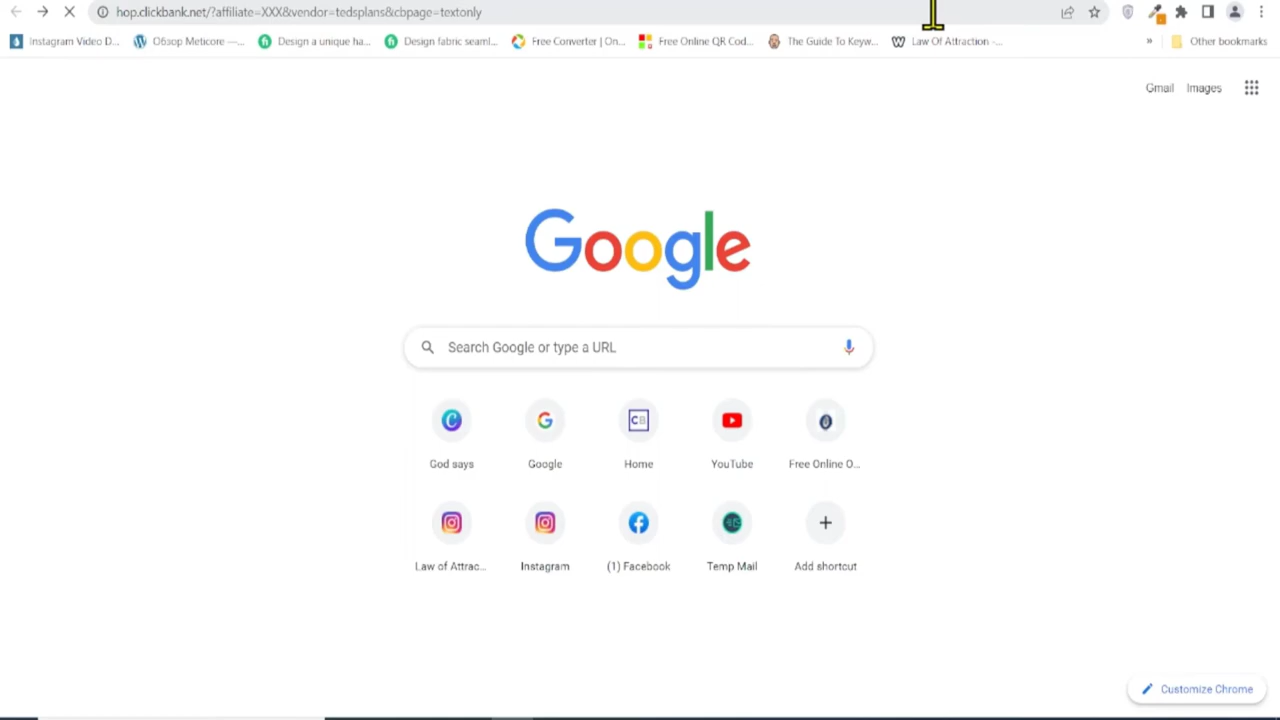 hop.clickbank.net/?affiliate=XXX&vendor=tedsplans&cbpage=textonly
Instagram Video D... Обзор Meticore —... Design a unique ha... Design fabric seaml... Free Converter | On... Free Online QR Cod... The Guide To Keyw... Law Of Attraction -... » Other bookmarks
Gmail Images
Google
Search Google or type a URL
CB
God says Google Home YouTube Free Online O...
Law of Attrac... Instagram (1) Facebook Temp Mail Add shortcut
Customize Chrome